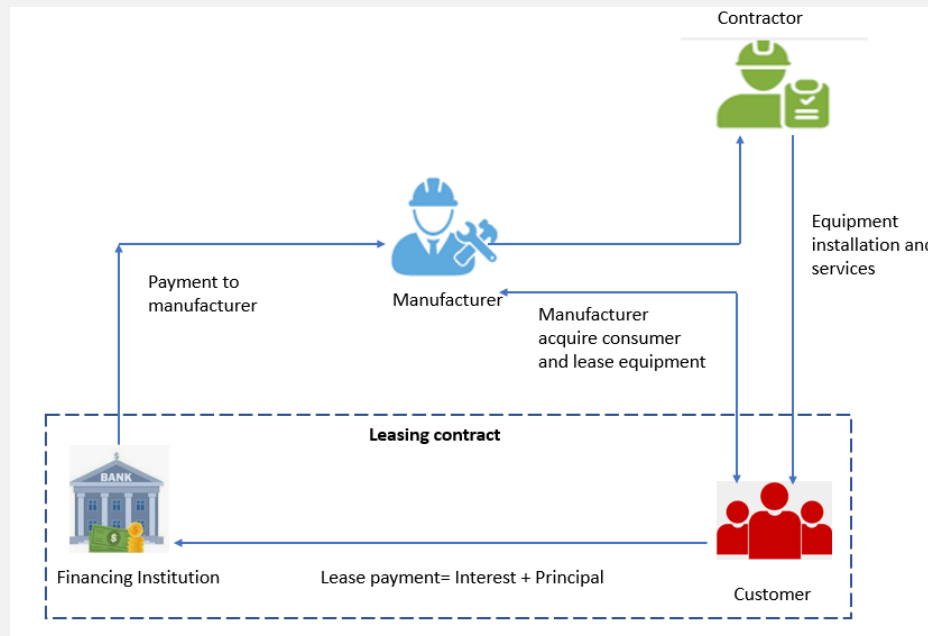 Contractor
Equipment
installation and
services
Payment to
manufacturer
Manufacturer
Manufacturer
acquire consumer
and lease equipment
Leasing contract
$
BANK
$
$
Financing Institution
Lease payment= Interest + Principal
Customer